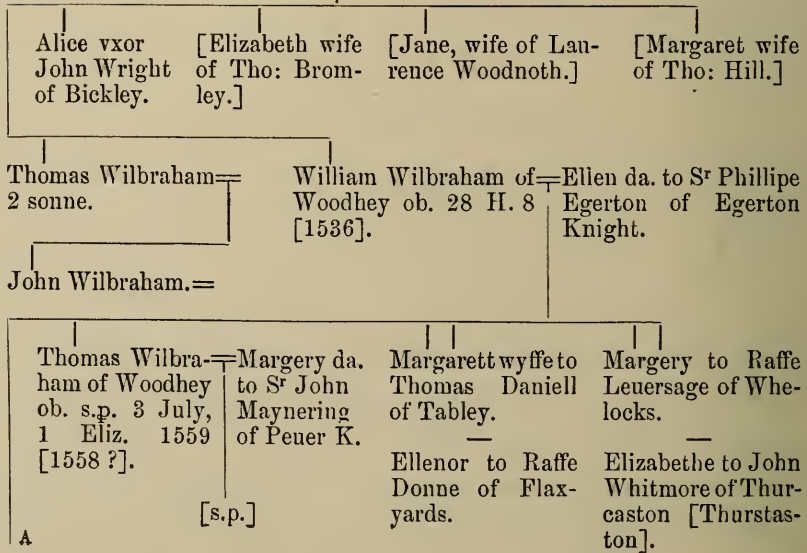 Alice vxor
John Wright
of Bickley.
[Elizabeth wife
of Tho: Brom-
ley.]
[Jane, wife of Lau-
rence Woodnoth.]
[Margaret wife
of Tho: Hill.]
Thomas Wilbraham=
2 sonne.
William Wilbraham of=Ellen da. to Sr Phillipe
Woodhey ob. 28 H. 8 Egerton of Egerton
[1536]. Knight.
John Wilbraham.=
Thomas Wilbra-=Margery da.
ham of Woodhey to Sr John
ob. s.p. 3 July, Maynering
1 Eliz. 1559 of Peuer K.
[1558 ?].
[s.p.]
Margarett wyffe to
Thomas Daniell
of Tabley.
—
Ellenor to Raffe
Donne of Flax-
yards.
Margery to Raffe
Leuersage of Whe-
locks.
—
Elizabethe to John
Whitmore of Thur-
caston [Thurstas-
ton].
A